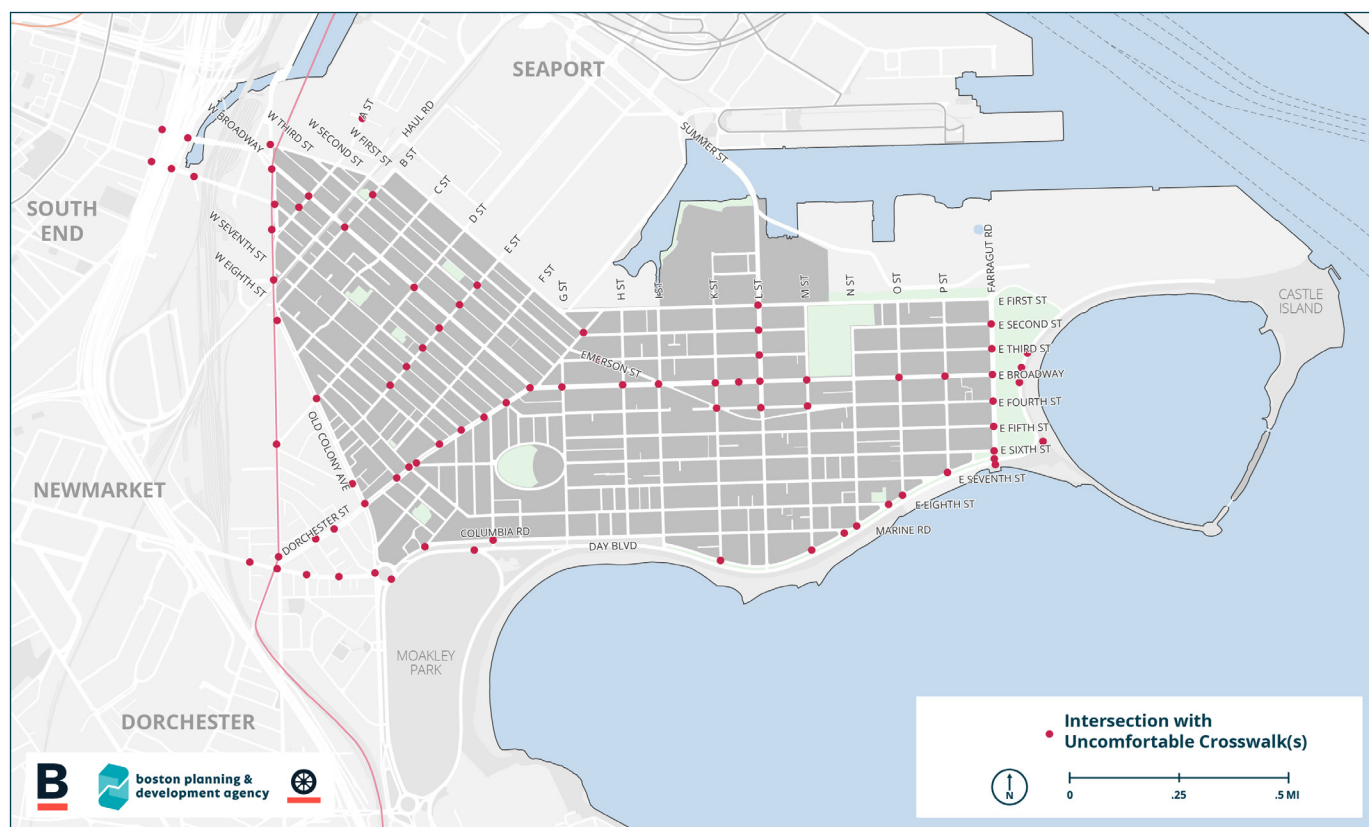 SEAPORT
A ST
HAUL RD
W BROADWAY
W THIRD ST
W SECOND ST
W FIRST ST
B ST
SUMMER ST
C ST
SOUTH
END
D ST
W SEVENTH ST
E ST
W EIGHTH ST
F ST
G ST
H ST
I ST
K ST
L ST
M ST
N ST
O ST
P ST
FARRAGUT RD
E FIRST ST
CASTLE
ISLAND
E SECOND ST
E THIRD ST
EMERSON ST
E BROADWAY
E FOURTH ST
E FIFTH ST
OLD COLONY AVE
E SIXTH ST
NEWMARKET
E SEVENTH ST
E EIGHTH ST
DORCHESTER ST
COLUMBIA RD
MARINE RD
DAY BLVD
MOAKLEY
PARK
DORCHESTER
Intersection with
Uncomfortable Crosswalk(s)
B
boston planning &
development agency
N
0 .25 .5 MI